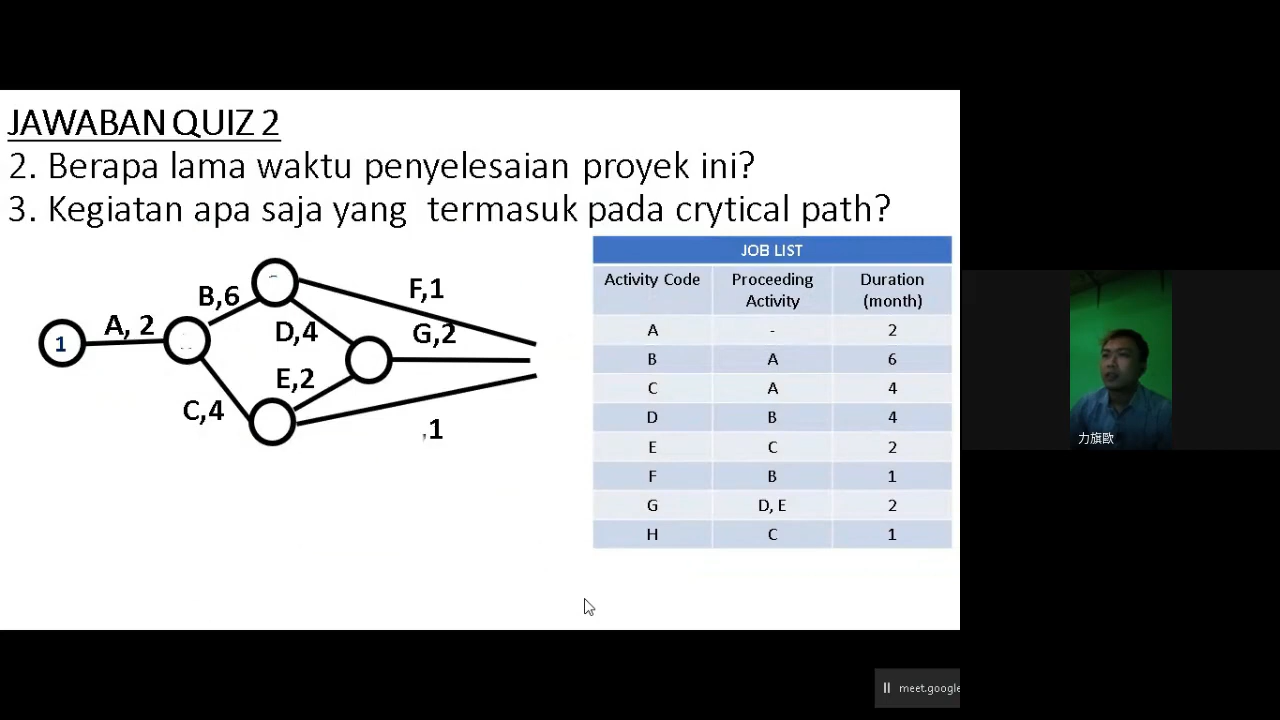 JAWABAN QUIZ 2
2. Berapa lama waktu penyelesaian proyek ini?
3. Kegiatan apa saja yang termasuk pada crytical path?
B,6
F,1
A, 2
D,4
G,2
1
E,2
C,4
,1
JOB LIST
Activity Code Proceeding Activity Duration (month)
A - 2
B A 6
C A 4
D B 4
E C 2
F B 1
G D, E 2
H C 1
力旗歐
meet.google